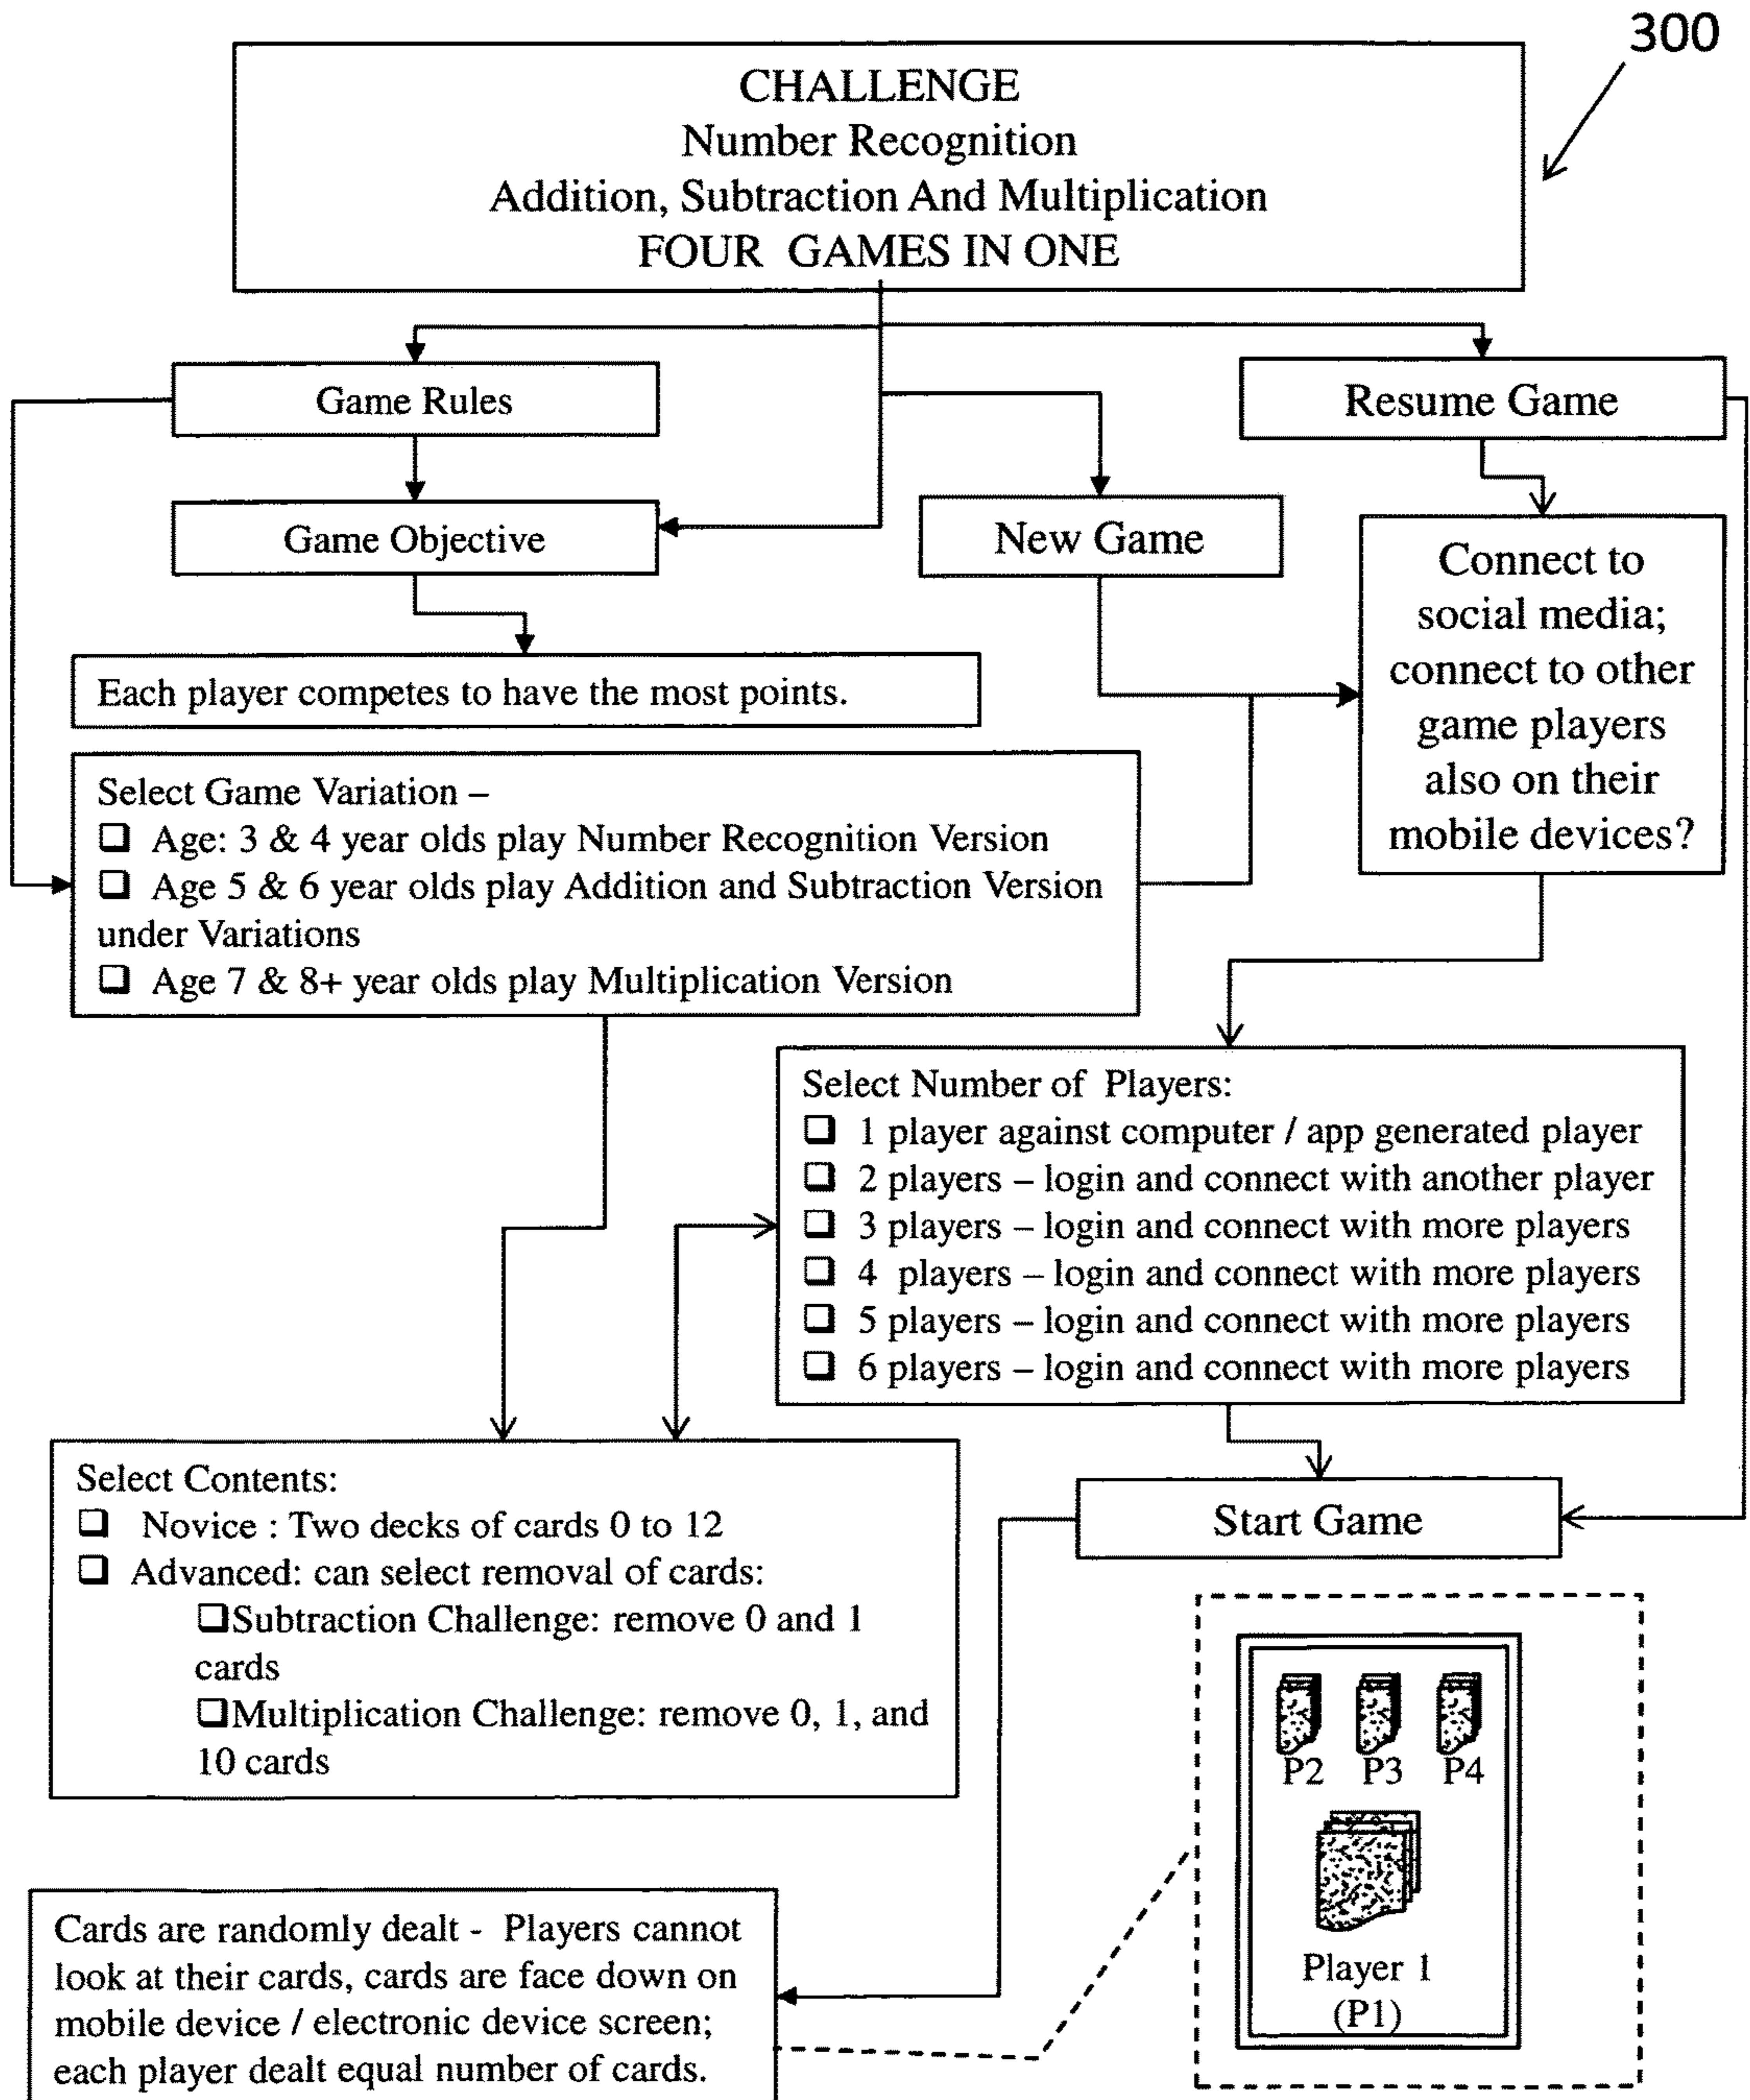 300
CHALLENGE
Number Recognition
Addition, Subtraction And Multiplication
FOUR GAMES IN ONE
Game Rules
Resume Game
Game Objective
New Game
Connect to
social media;
connect to other
game players
also on their
mobile devices?
Each player competes to have the most points.
Select Game Variation –
❑ Age: 3 & 4 year olds play Number Recognition Version
❑ Age 5 & 6 year olds play Addition and Subtraction Version
under Variations
❑ Age 7 & 8+ year olds play Multiplication Version
Select Number of Players:
❑ 1 player against computer / app generated player
❑ 2 players – login and connect with another player
❑ 3 players – login and connect with more players
❑ 4 players – login and connect with more players
❑ 5 players – login and connect with more players
❑ 6 players – login and connect with more players
Select Contents:
❑ Novice : Two decks of cards 0 to 12
❑ Advanced: can select removal of cards:
❑Subtraction Challenge: remove 0 and 1
cards
❑Multiplication Challenge: remove 0, 1, and
10 cards
Start Game
P2 P3 P4
Player 1
(P1)
Cards are randomly dealt - Players cannot
look at their cards, cards are face down on
mobile device / electronic device screen;
each player dealt equal number of cards.